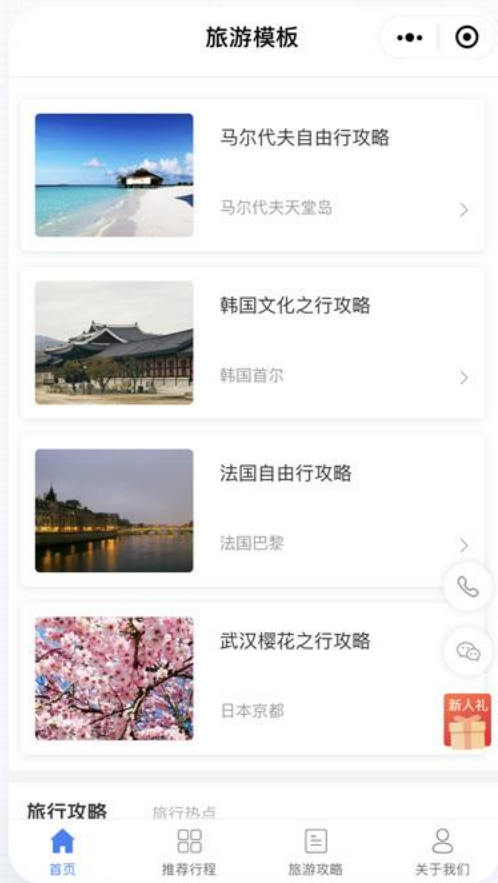 旅游模板
马尔代夫自由行攻略
马尔代夫天堂岛
韩国文化之行攻略
韩国首尔
法国自由行攻略
法国巴黎
武汉樱花之行攻略
日本京都
新人礼
旅行攻略 旅行热点
首页 推荐行程 旅游攻略 关于我们